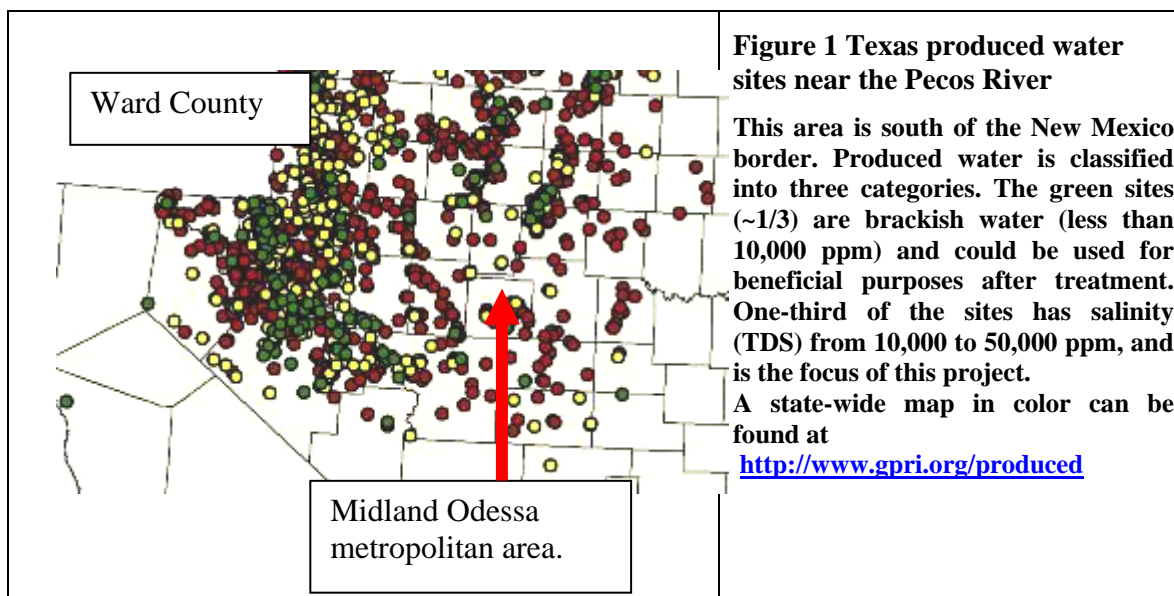 Ward County
Midland Odessa
metropolitan area.
Figure 1 Texas produced water
sites near the Pecos River
This area is south of the New Mexico
border. Produced water is classified
into three categories. The green sites
(~1/3) are brackish water (less than
10,000 ppm) and could be used for
beneficial purposes after treatment.
One-third of the sites has salinity
(TDS) from 10,000 to 50,000 ppm, and
is the focus of this project.
A state-wide map in color can be
found at
http://www.gpri.org/produced